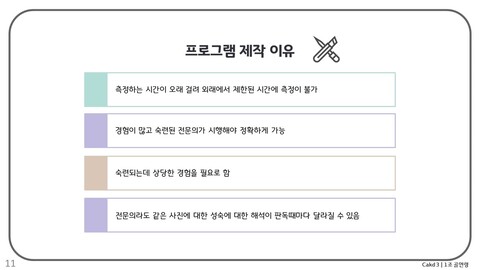 프로그램 제작 이유
측정하는 시간이 오래 걸려 외래에서 제한된 시간에 측정이 불가
경험이 많고 숙련된 전문의가 시행해야 정확하게 가능
숙련되는데 상당한 경험을 필요로 함
전문의라도 같은 사진에 대한 성숙에 대한 해석이 판독때마다 달라질 수 있음
11
Cakd3 | 1조 꿈만행